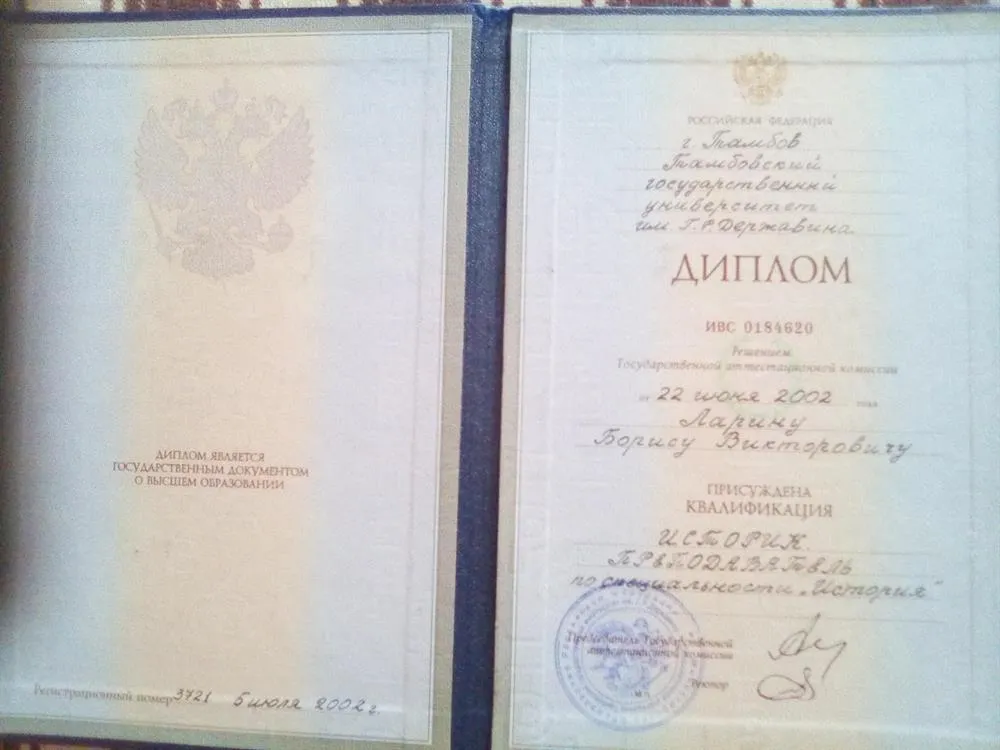 ДИПЛОМ ЯВЛЯЕТСЯ
ГОСУДАРСТВЕННЫМ ДОКУМЕНТОМ
О ВЫСШЕМ ОБРАЗОВАНИИ
Регистрационный номер 3721 5 июля 2002 г.
РОССИЙСКАЯ ФЕДЕРАЦИЯ
г. Тамбов
Тамбовский
государственный
университет
им. Г.Р. Державина
ДИПЛОМ
ИВС 0184620
Решением
Государственной аттестационной комиссии
от 22 июня 2002 года
Ларину
Борису Викторовичу
ПРИСУЖДЕНА
КВАЛИФИКАЦИЯ
ИСТОРИК.
ПРЕПОДАВАТЕЛЬ
по специальности „История"
Председатель Государственной
аттестационной комиссии
Ректор